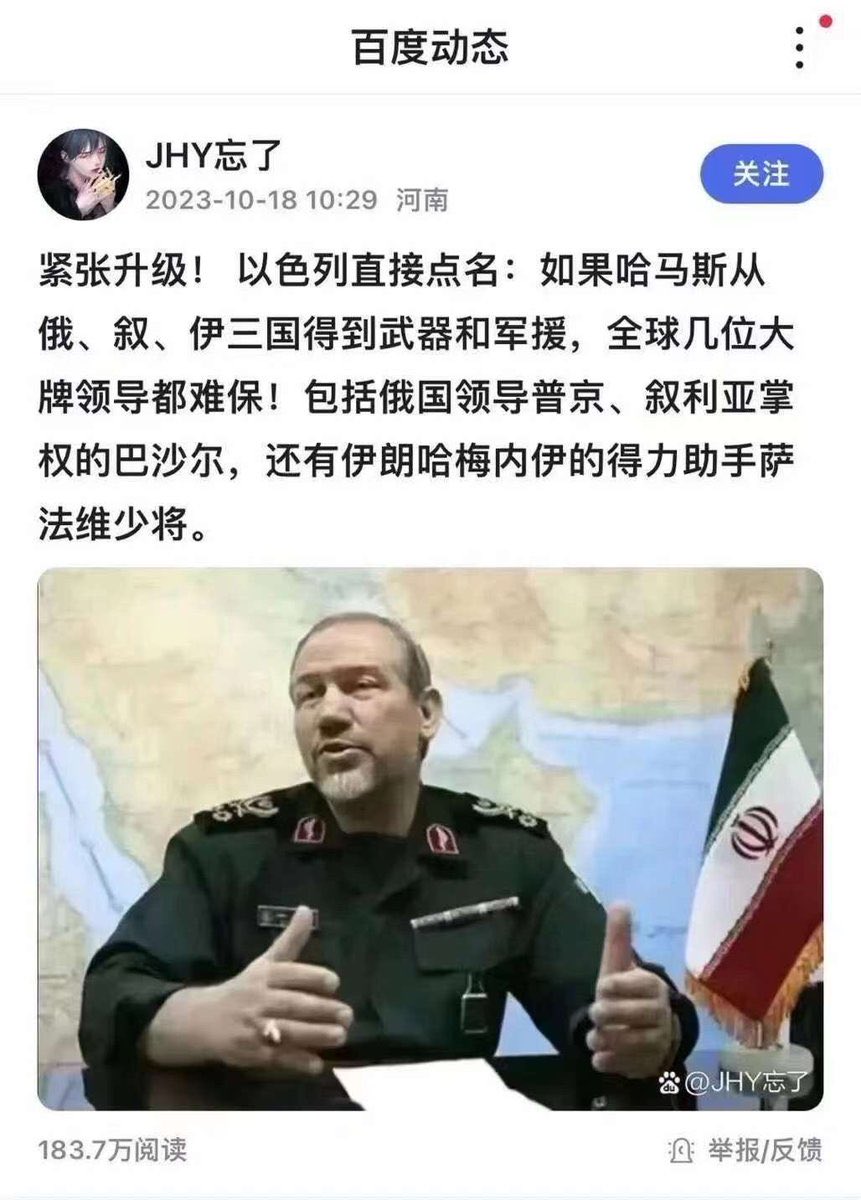 百度动态
JHY忘了
2023-10-18 10:29 河南
关注
紧张升级！ 以色列直接点名：如果哈马斯从
俄、叙、伊三国得到武器和军援，全球几位大
牌领导都难保！包括俄国领导普京、叙利亚掌
权的巴沙尔，还有伊朗哈梅内伊的得力助手萨
法维少将。
du @JHY忘了
183.7万阅读
举报/反馈